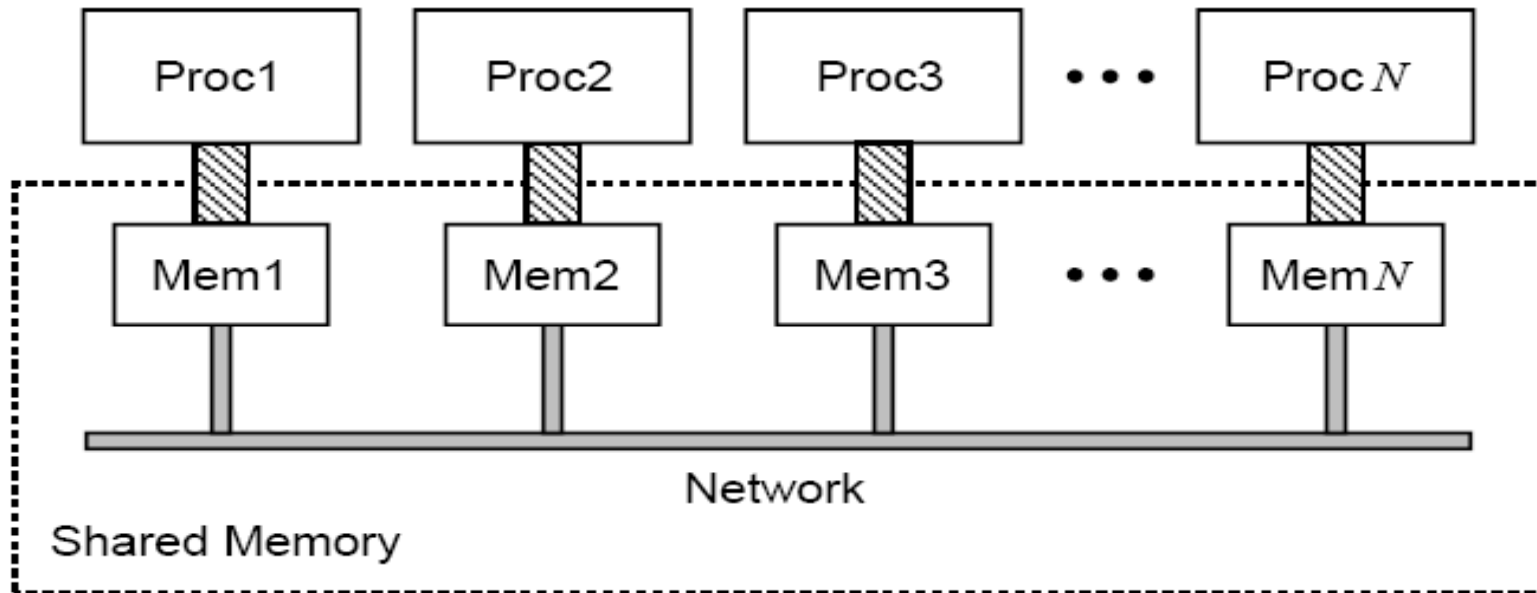 Proc1 Proc2 Proc3 • • • Proc N
Mem1 Mem2 Mem3 • • • Mem N
Network
Shared Memory